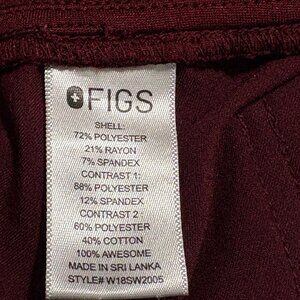 FIGS
SHELL:
72% POLYESTER
21% RAYON
7% SPANDEX
CONTRAST 1:
88% POLYESTER
12% SPANDEX
CONTRAST 2 :
60% POLYESTER
40% COTTON
100% AWESOME
MADE IN SRI LANKA
STYLE# W18SW2005